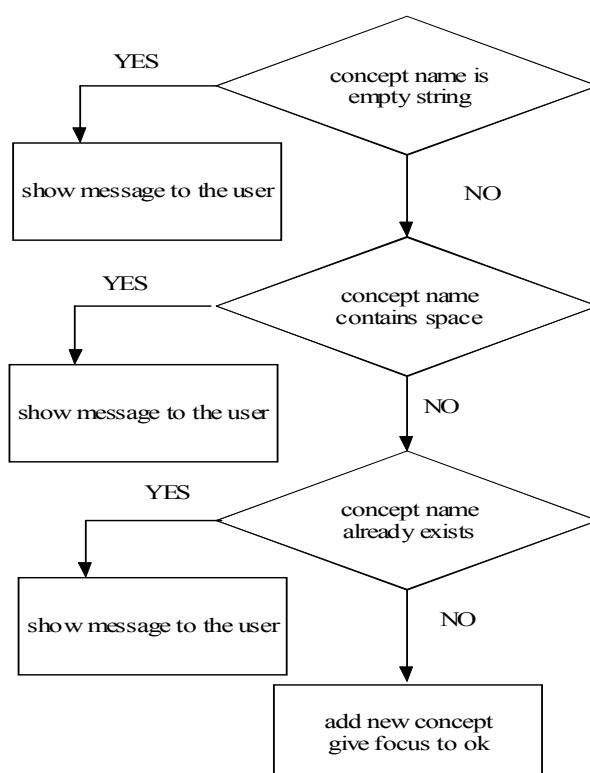 YES
concept name is
empty string
show message to the user
NO
YES
concept name
contains space
show message to the user
NO
YES
concept name
already exists
show message to the user
NO
add new concept
give focus to ok